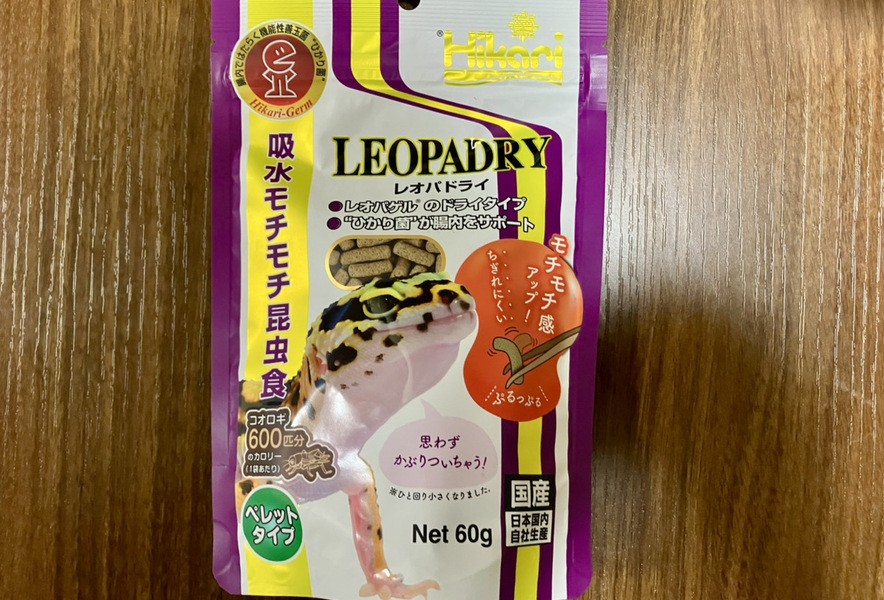 腸内ではたらく機能性善玉菌"ひかり菌"
Hikari-Germ
®Hikari
吸水モチモチ昆虫食
LEOPADRY
レオパドライ
●レオパゲル®のドライタイプ
●"ひかり菌"が腸内をサポート
モチモチ感
アップ!
ちぎれにくい
ぷるっぷる
コオロギ
600匹分
のカロリー
(1袋あたり)
思わず
かぶりついちゃう!
※ひと回り小さくなりました。
ペレット
タイプ
Net 60g
国産
日本国内
自社生産